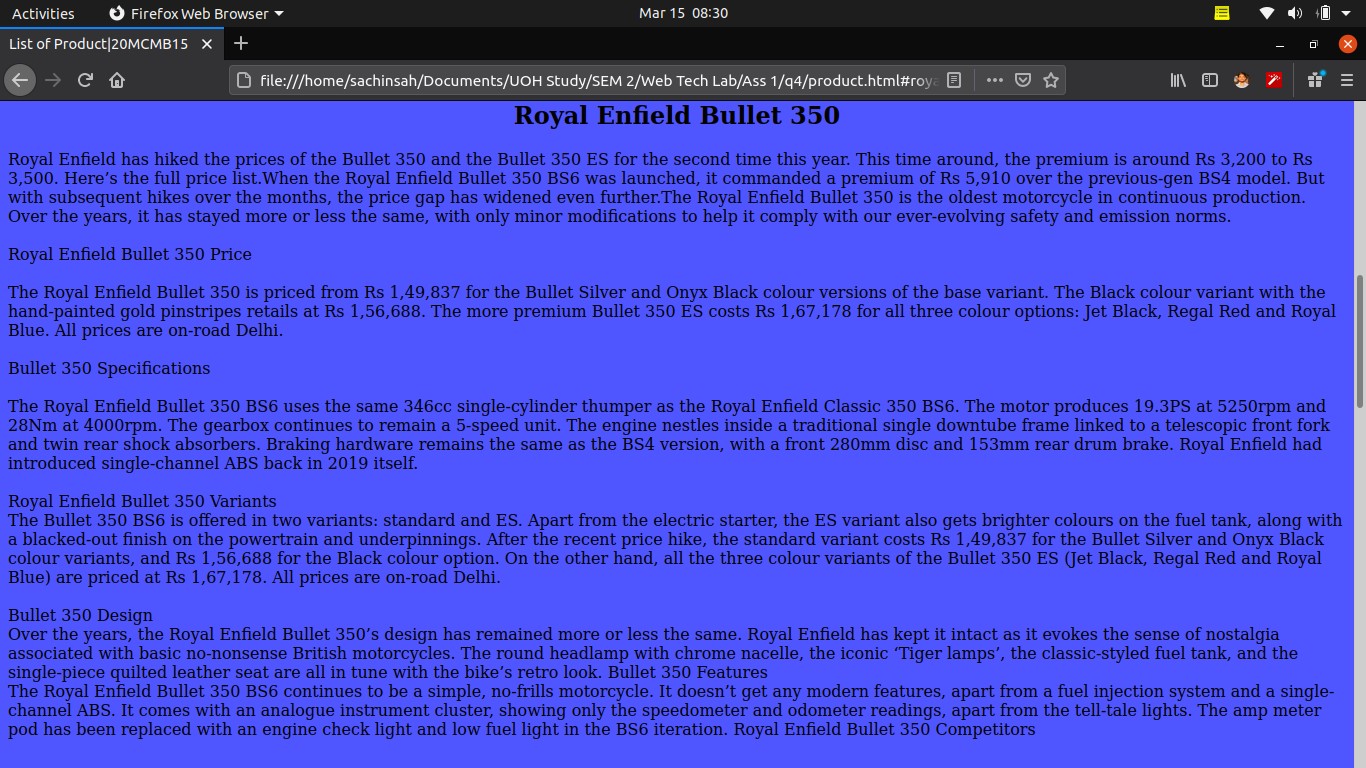 Activities
Firefox Web Browser
Mar 15 08:30
List of Product|20MCMB15
file:///home/sachinsah/Documents/UOH Study/SEM 2/Web Tech Lab/Ass 1/q4/product.html#roya
Royal Enfield Bullet 350
Royal Enfield has hiked the prices of the Bullet 350 and the Bullet 350 ES for the second time this year. This time around, the premium is around Rs 3,200 to Rs
3,500. Here’s the full price list.When the Royal Enfield Bullet 350 BS6 was launched, it commanded a premium of Rs 5,910 over the previous-gen BS4 model. But
with subsequent hikes over the months, the price gap has widened even further.The Royal Enfield Bullet 350 is the oldest motorcycle in continuous production.
Over the years, it has stayed more or less the same, with only minor modifications to help it comply with our ever-evolving safety and emission norms.
Royal Enfield Bullet 350 Price
The Royal Enfield Bullet 350 is priced from Rs 1,49,837 for the Bullet Silver and Onyx Black colour versions of the base variant. The Black colour variant with the
hand-painted gold pinstripes retails at Rs 1,56,688. The more premium Bullet 350 ES costs Rs 1,67,178 for all three colour options: Jet Black, Regal Red and Royal
Blue. All prices are on-road Delhi.
Bullet 350 Specifications
The Royal Enfield Bullet 350 BS6 uses the same 346cc single-cylinder thumper as the Royal Enfield Classic 350 BS6. The motor produces 19.3PS at 5250rpm and
28Nm at 4000rpm. The gearbox continues to remain a 5-speed unit. The engine nestles inside a traditional single downtube frame linked to a telescopic front fork
and twin rear shock absorbers. Braking hardware remains the same as the BS4 version, with a front 280mm disc and 153mm rear drum brake. Royal Enfield had
introduced single-channel ABS back in 2019 itself.
Royal Enfield Bullet 350 Variants
The Bullet 350 BS6 is offered in two variants: standard and ES. Apart from the electric starter, the ES variant also gets brighter colours on the fuel tank, along with
a blacked-out finish on the powertrain and underpinnings. After the recent price hike, the standard variant costs Rs 1,49,837 for the Bullet Silver and Onyx Black
colour variants, and Rs 1,56,688 for the Black colour option. On the other hand, all the three colour variants of the Bullet 350 ES (Jet Black, Regal Red and Royal
Blue) are priced at Rs 1,67,178. All prices are on-road Delhi.
Bullet 350 Design
Over the years, the Royal Enfield Bullet 350’s design has remained more or less the same. Royal Enfield has kept it intact as it evokes the sense of nostalgia
associated with basic no-nonsense British motorcycles. The round headlamp with chrome nacelle, the iconic ‘Tiger lamps’, the classic-styled fuel tank, and the
single-piece quilted leather seat are all in tune with the bike’s retro look. Bullet 350 Features
The Royal Enfield Bullet 350 BS6 continues to be a simple, no-frills motorcycle. It doesn’t get any modern features, apart from a fuel injection system and a single-
channel ABS. It comes with an analogue instrument cluster, showing only the speedometer and odometer readings, apart from the tell-tale lights. The amp meter
pod has been replaced with an engine check light and low fuel light in the BS6 iteration. Royal Enfield Bullet 350 Competitors